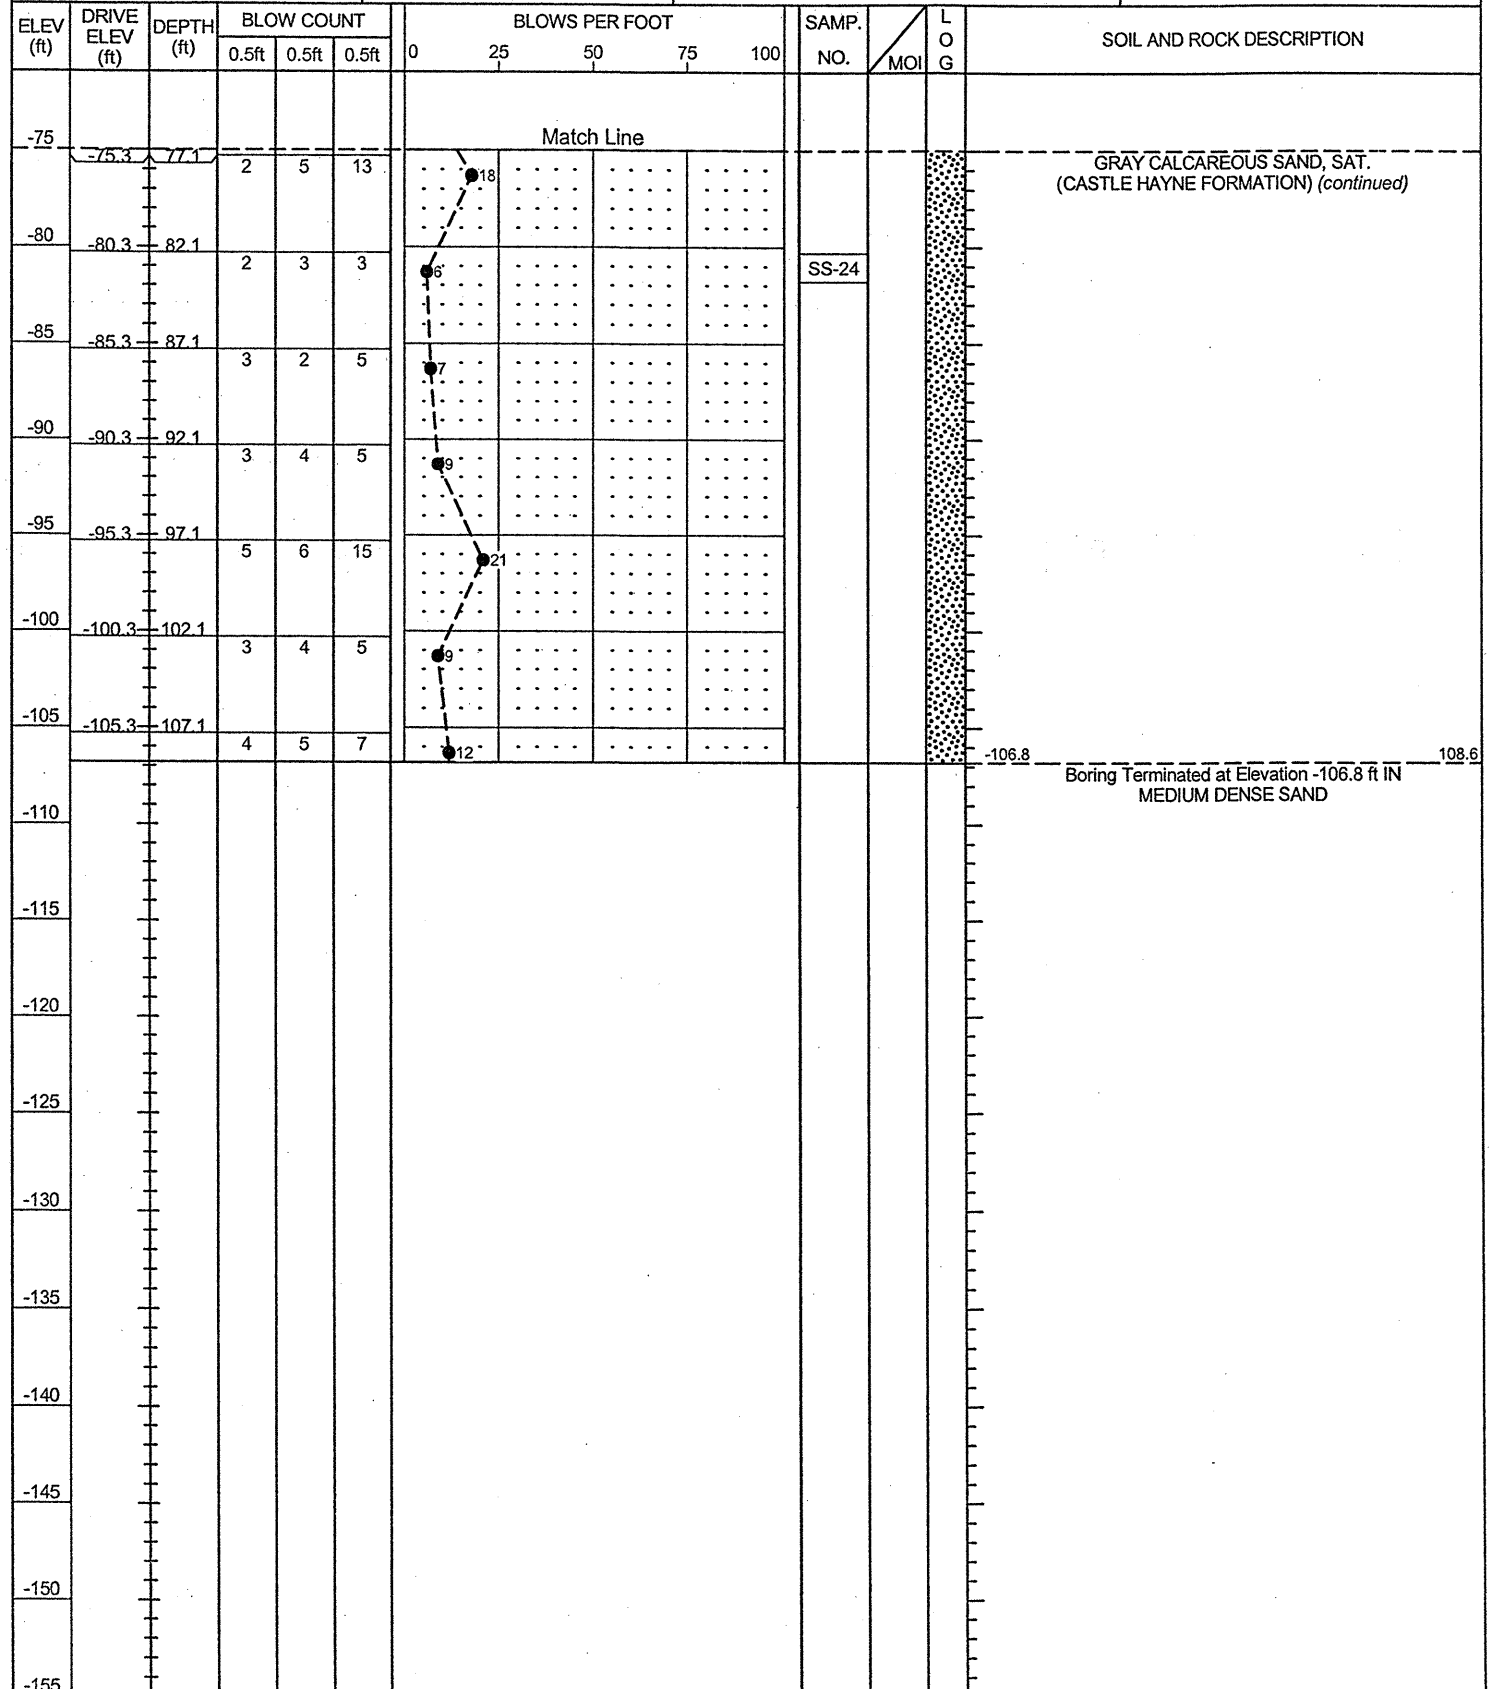 ELEV (ft) DRIVE ELEV (ft) DEPTH (ft) BLOW COUNT BLOWS PER FOOT SAMP. NO. MOI LOG SOIL AND ROCK DESCRIPTION
0.5ft 0.5ft 0.5ft 0 25 50 75 100
Match Line
-75
-75.3 77.1 2 5 13 18
GRAY CALCAREOUS SAND, SAT.
(CASTLE HAYNE FORMATION) (continued)
-80
-80.3 82.1 2 3 3 6 SS-24
-85
-85.3 87.1 3 2 5 7
-90
-90.3 92.1 3 4 5 9
-95
-95.3 97.1 5 6 15 21
-100
-100.3 102.1 3 4 5 9
-105
-105.3 107.1 4 5 7 12
-106.8 108.6
Boring Terminated at Elevation -106.8 ft IN
MEDIUM DENSE SAND
-110
-115
-120
-125
-130
-135
-140
-145
-150
-155